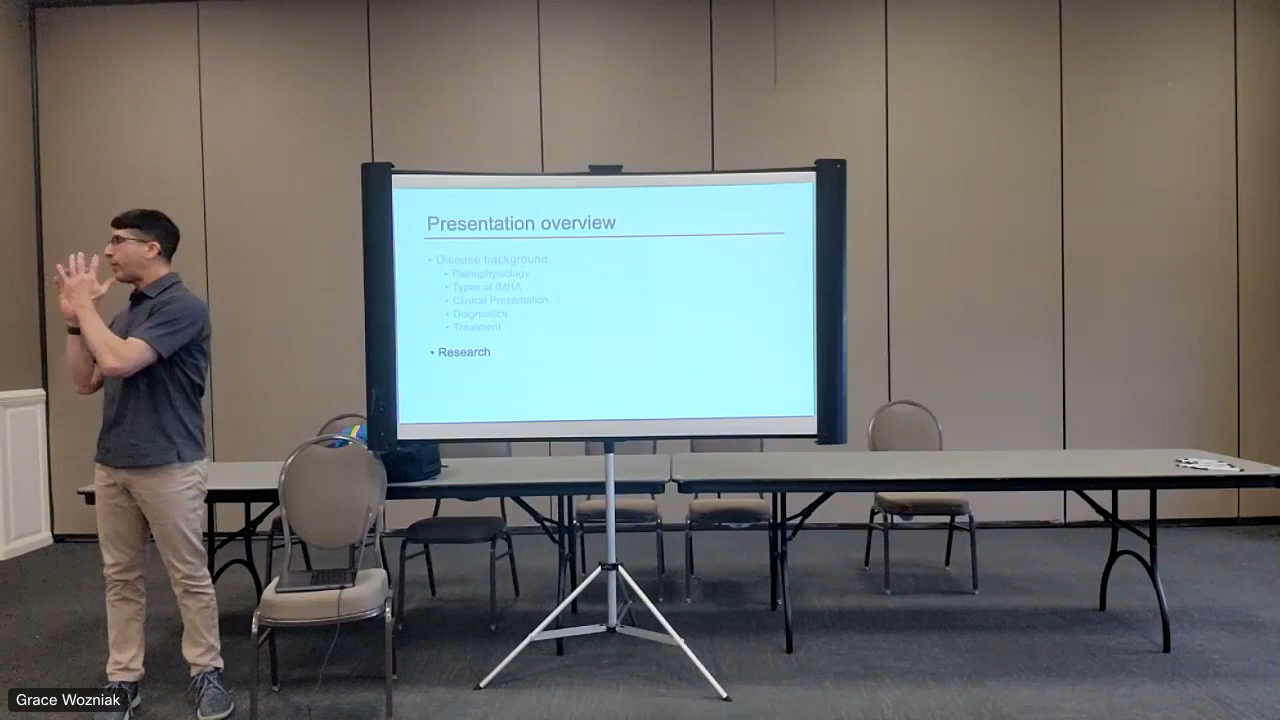 Presentation overview
• Disease background
• Pathophysiology
• Types of IMHA
• Clinical Presentation
• Diagnostics
• Treatment
• Research
Grace Wozniak